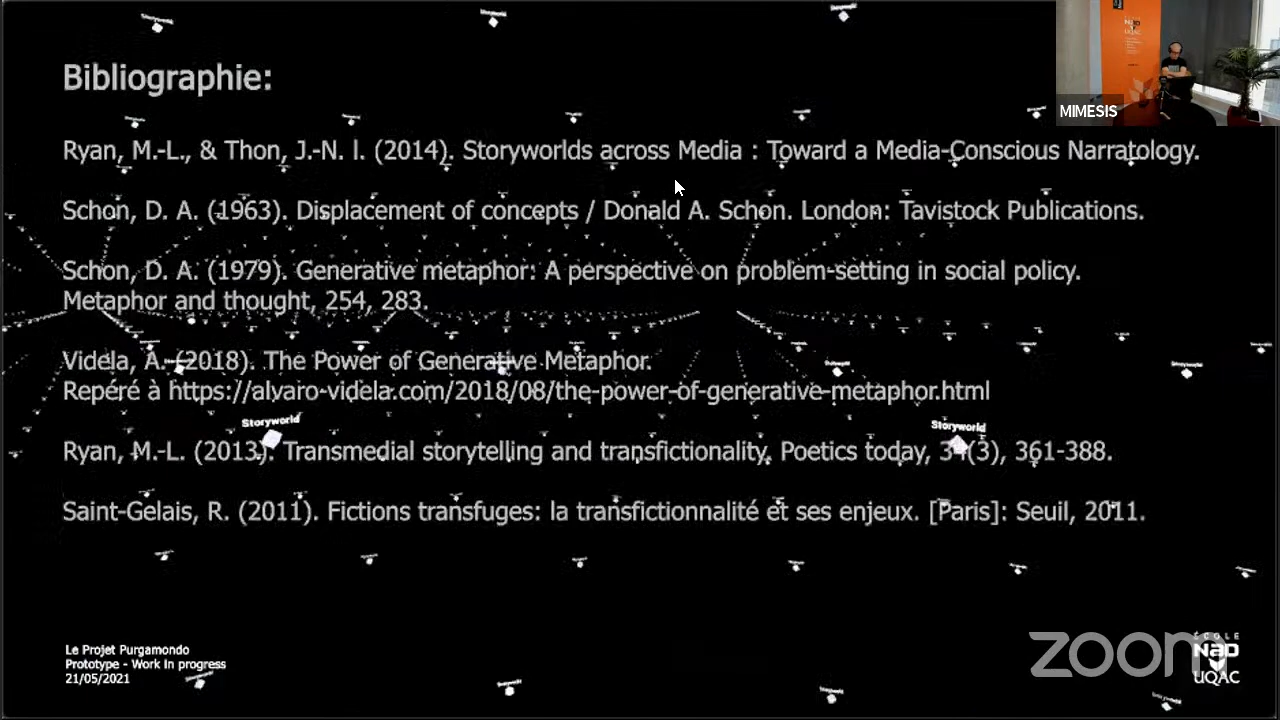 Bibliographie:
MIMESIS
Ryan, M.-L., & Thon, J.-N. l. (2014). Storyworlds across Media : Toward a Media-Conscious Narratology.
Schon, D. A. (1963). Displacement of concepts / Donald A. Schon. London: Tavistock Publications.
Schon, D. A. (1979). Generative metaphor: A perspective on problem-setting in social policy.
Metaphor and thought, 254, 283.
Videla, A. (2018). The Power of Generative Metaphor.
Repéré à https://alvaro-videla.com/2018/08/the-power-of-generative-metaphor.html
Storyworld
Storyworld
Ryan, M.-L. (2013). Transmedial storytelling and transfictionality. Poetics today, 34(3), 361-388.
Saint-Gelais, R. (2011). Fictions transfuges: la transfictionnalité et ses enjeux. [Paris]: Seuil, 2011.
Le Projet Purgamondo
Prototype - Work in progress
21/05/2021
zoom
ÉCOLE
NaD
UQAC